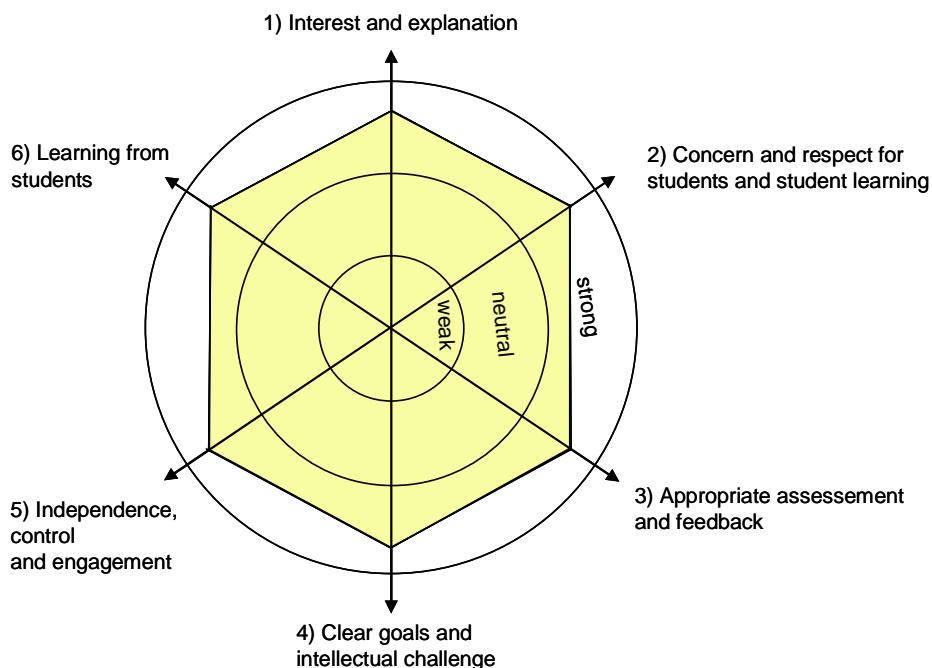 1) Interest and explanation
2) Concern and respect for
students and student learning
3) Appropriate assessement
and feedback
4) Clear goals and
intellectual challenge
5) Independence,
control
and engagement
6) Learning from
students
weak
neutral
strong